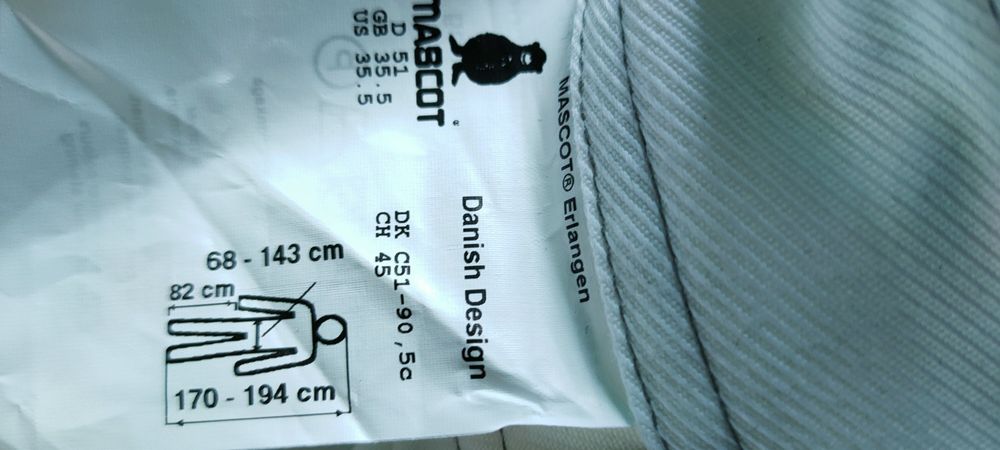 MASCOT® Erlangen
MASCOT®
D 51
GB 35.5
US 35.5
Danish Design
DK C51-90,5c
CH 45
68 - 143 cm
82 cm
170 - 194 cm